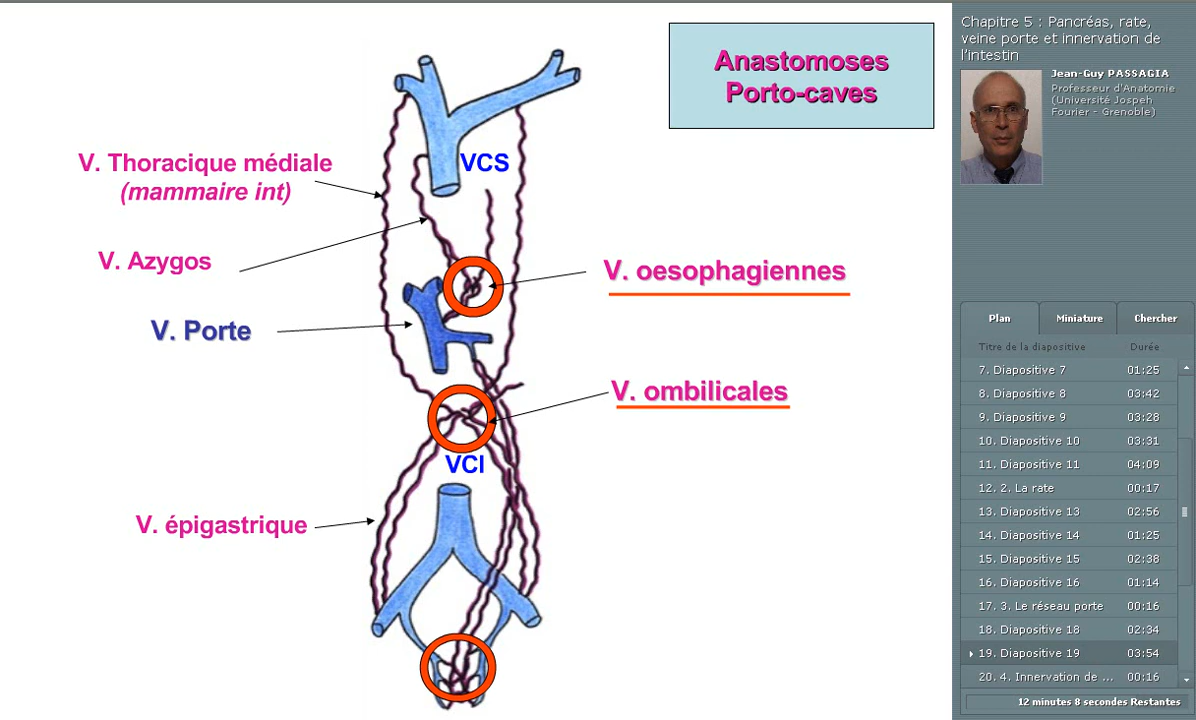 Anastomoses
Porto-caves
V. Thoracique médiale
(mammaire int)
VCS
V. Azygos
V. oesophagiennes
V. Porte
V. ombilicales
VCI
V. épigastrique
Chapitre 5 : Pancréas, rate,
veine porte et innervation de
l'intestin
Jean-Guy PASSAGIA
Professeur d'Anatomie
(Université Jospeh
Fourier - Grenoble)
Plan
Miniature
Chercher
Titre de la diapositive Durée
7. Diapositive 7 01:25
8. Diapositive 8 03:42
9. Diapositive 9 03:28
10. Diapositive 10 03:31
11. Diapositive 11 04:09
12. 2. La rate 00:17
13. Diapositive 13 02:56
14. Diapositive 14 01:25
15. Diapositive 15 02:38
16. Diapositive 16 01:14
17. 3. Le réseau porte 00:16
18. Diapositive 18 02:34
19. Diapositive 19 03:54
20. 4. Innervation de ... 00:16
12 minutes 8 secondes Restantes